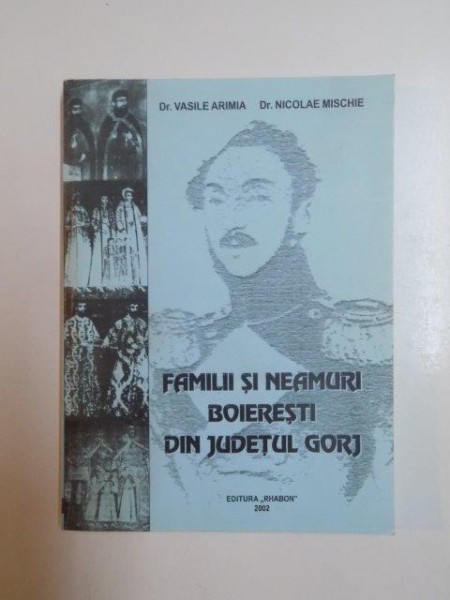 Dr. VASILE ARIMIA Dr. NICOLAE MISCHIE
FAMILII ŞI NEAMURI
BOIEREŞTI
DIN JUDEŢUL GORJ
EDITURA „RHABON"
2002